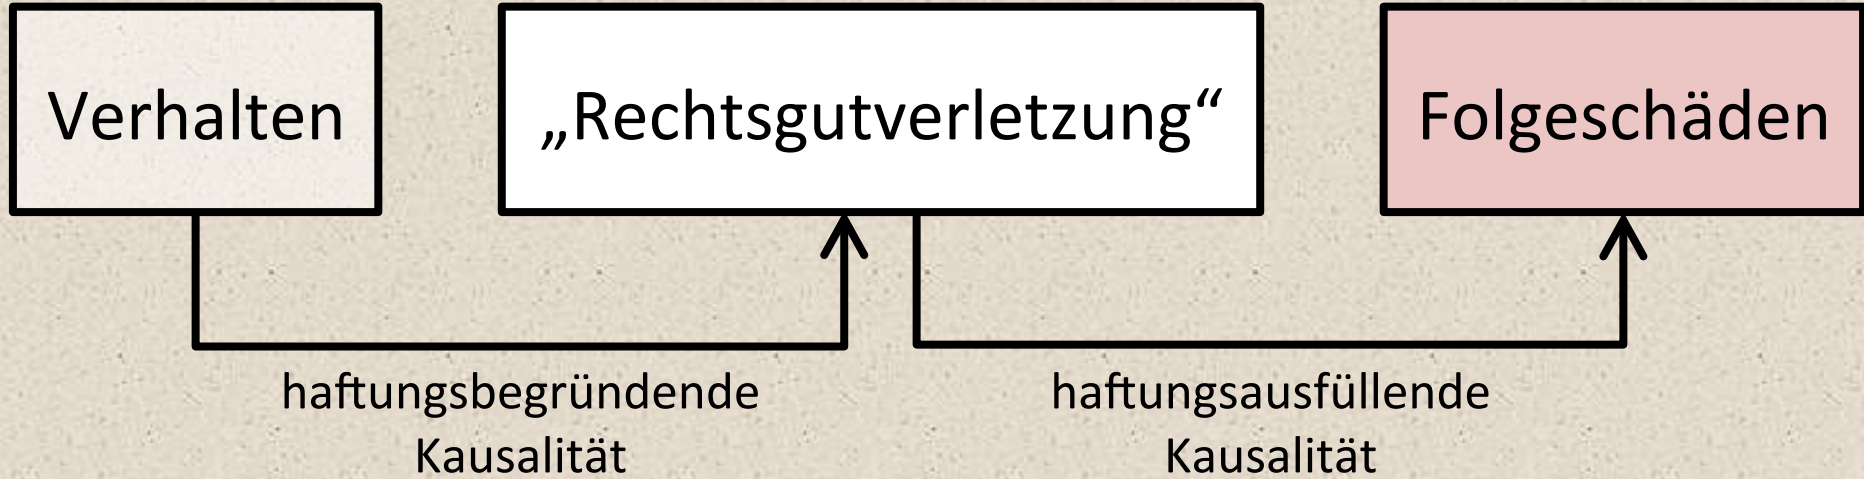 Verhalten
„Rechtsgutverletzung“
Folgeschäden
haftungsbegründende
Kausalität
haftungsausfüllende
Kausalität